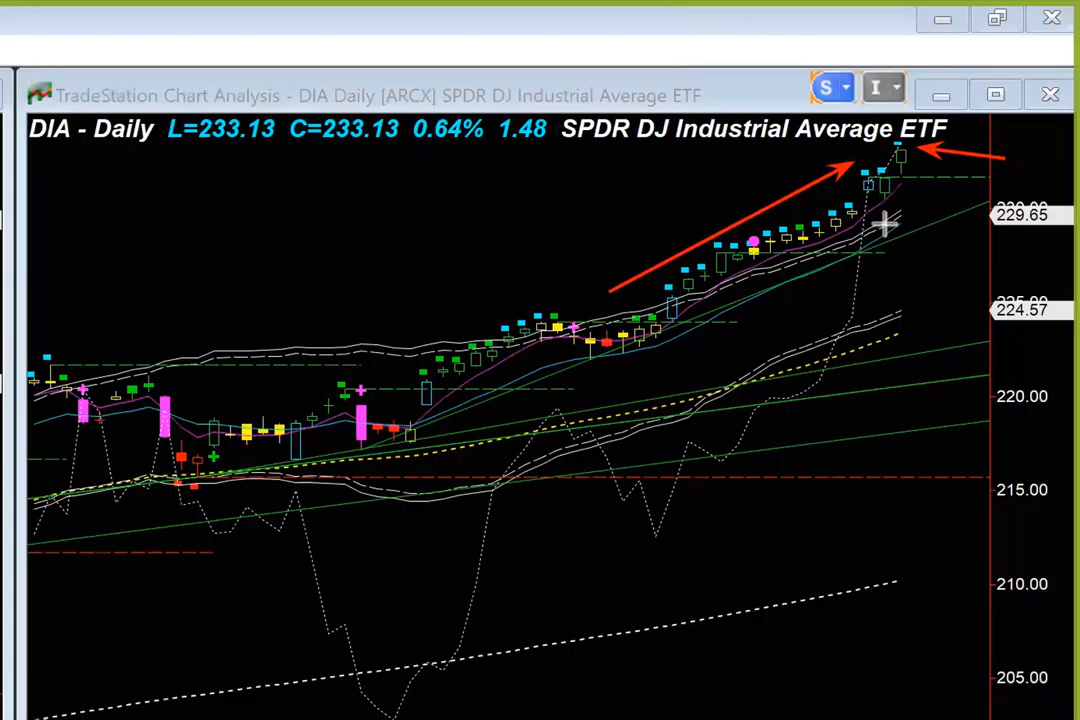 TradeStation Chart Analysis - DIA Daily [ARCX] SPDR DJ Industrial Average ETF
S
I
DIA - Daily L=233.13 C=233.13 0.64% 1.48 SPDR DJ Industrial Average ETF
229.65
224.57
220.00
215.00
210.00
205.00